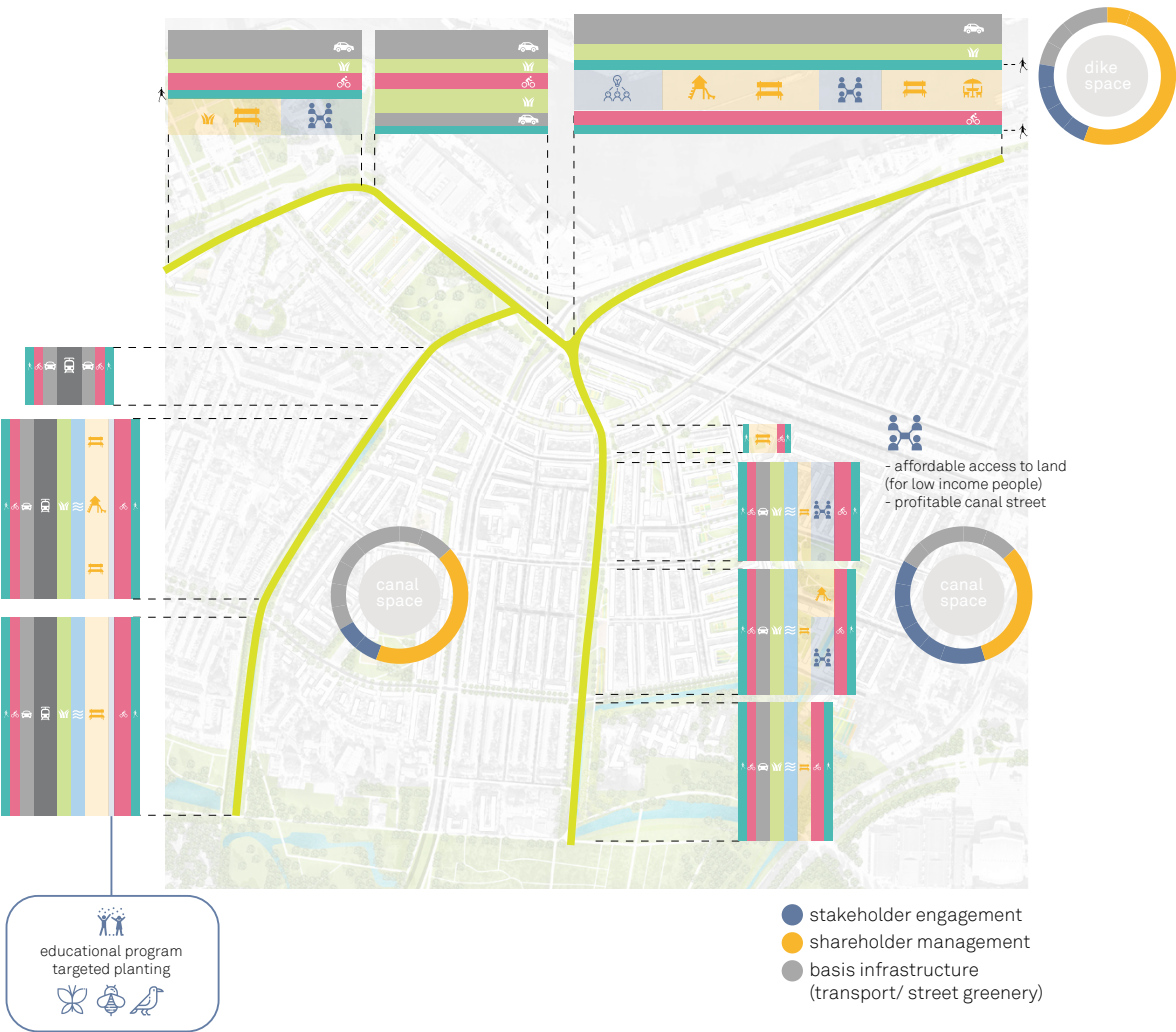 dike
space
- affordable access to land
(for low income people)
- profitable canal street
canal
space
canal
space
educational program
targeted planting
stakeholder engagement
shareholder management
basis infrastructure
(transport/ street greenery)